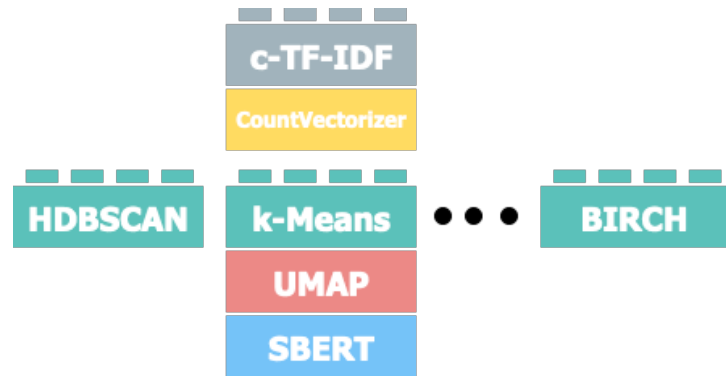 c-TF-IDF
CountVectorizer
HDBSCAN
k-Means
BIRCH
UMAP
SBERT